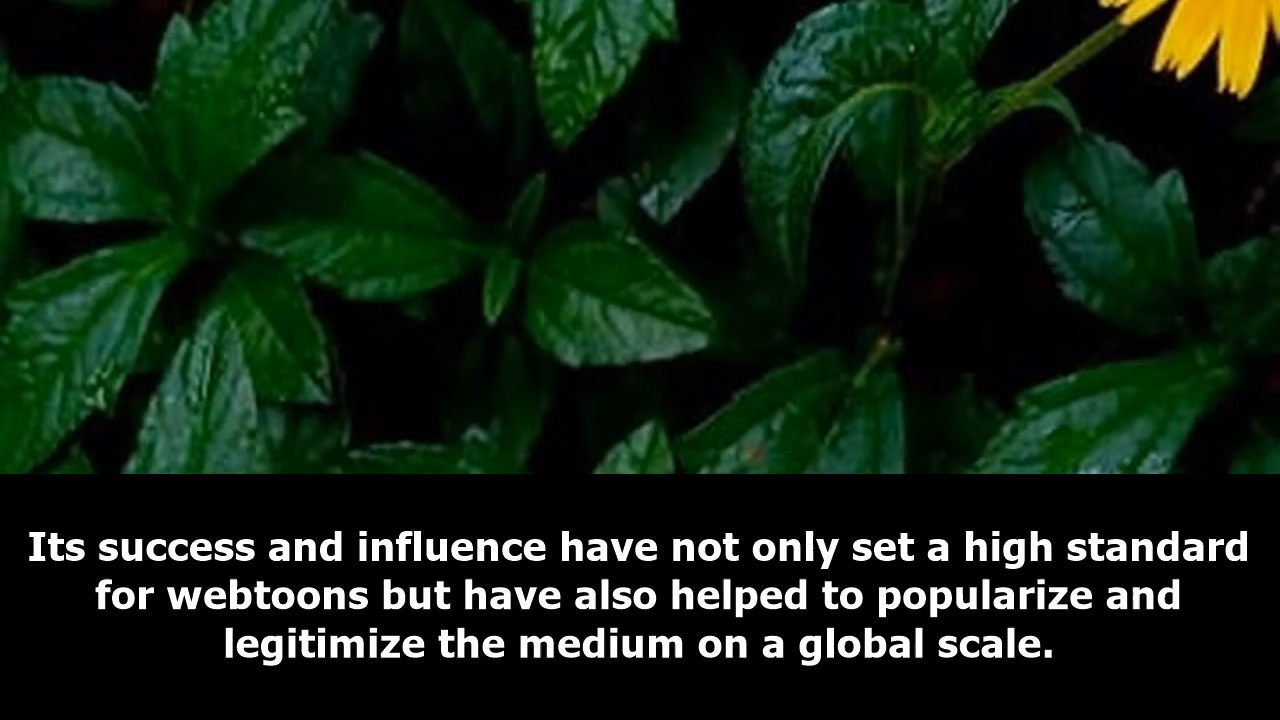 Its success and influence have not only set a high standard
for webtoons but have also helped to popularize and
legitimize the medium on a global scale.